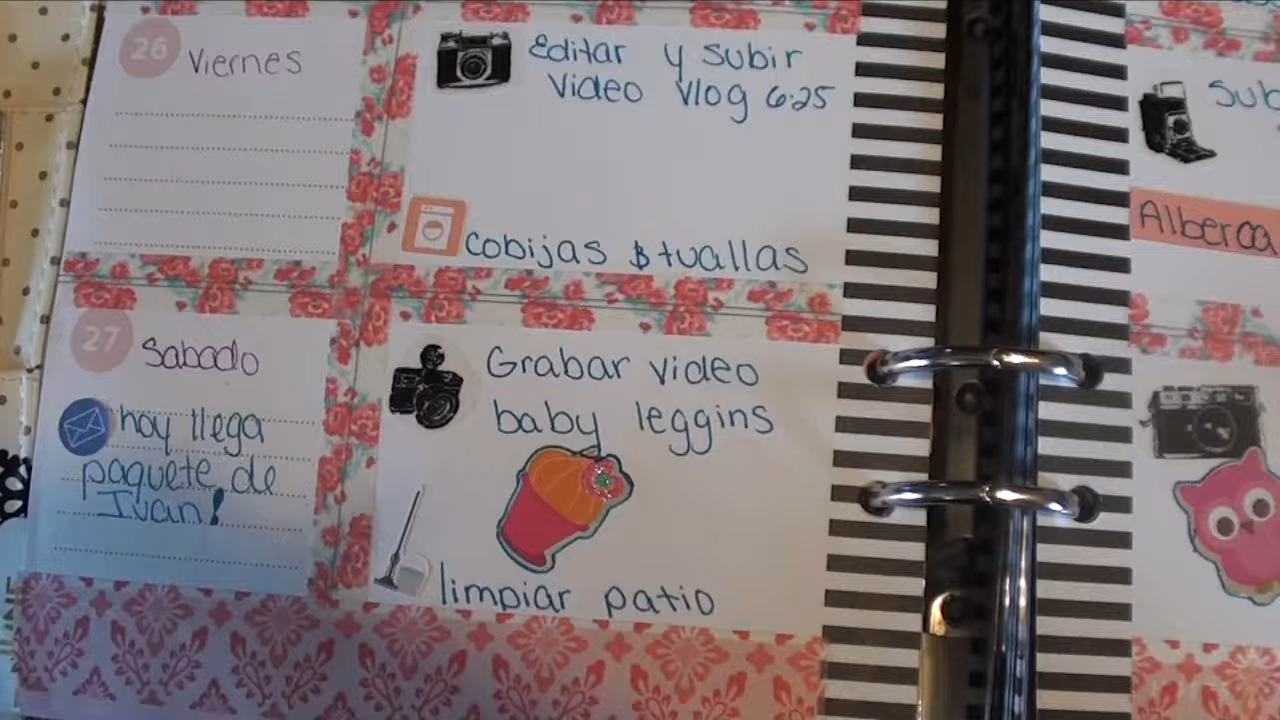 26 Viernes
Editar y subir
Video Vlog 6·25
cobijas $ tuallas
27 Sabado
hoy llega
paquete de
Ivan!
Grabar video
baby leggins
limpiar patio
Sub
Alberca